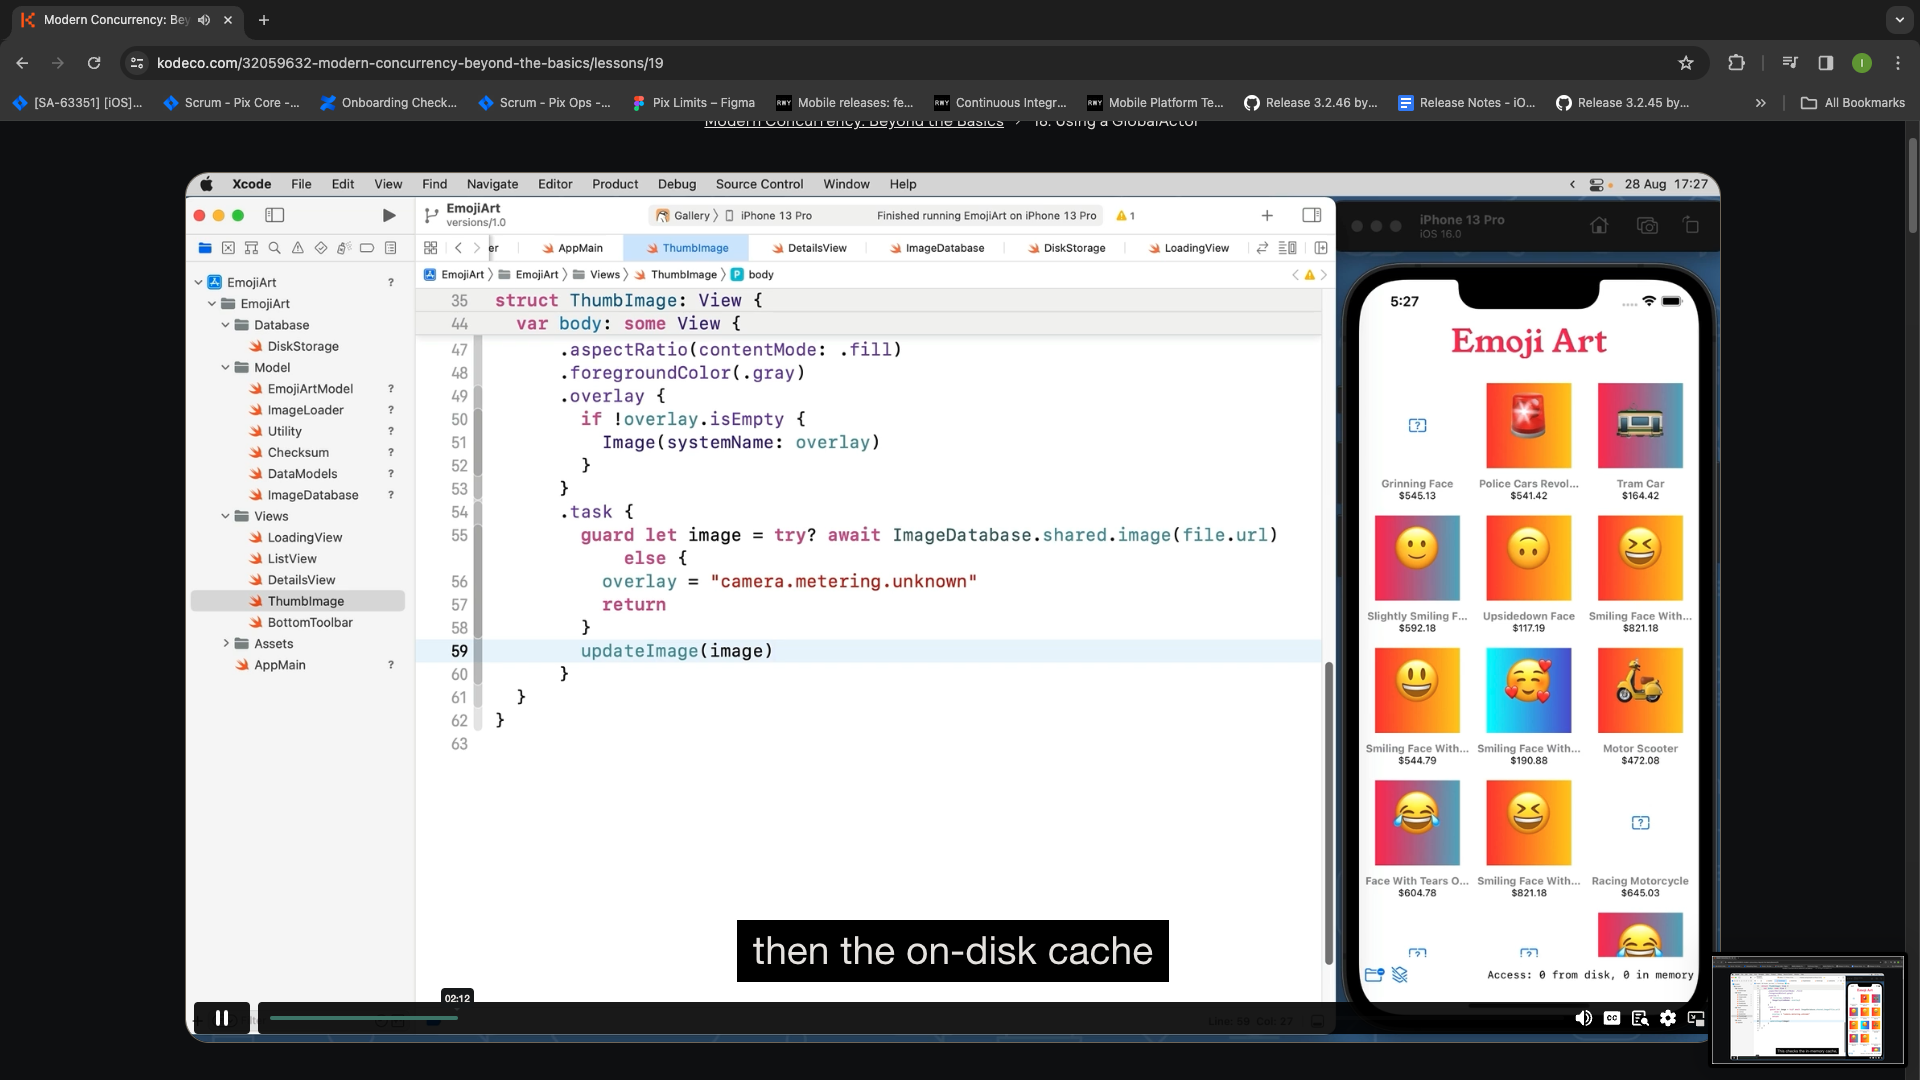 Modern Concurrency: Bey
kodeco.com/32059632-modern-concurrency-beyond-the-basics/lessons/19
I
[SA-63351] [iOS]...
Scrum - Pix Core -...
Onboarding Check...
Scrum - Pix Ops -...
Pix Limits – Figma
Mobile releases: fe...
Continuous Integr...
Mobile Platform Te...
Release 3.2.46 by...
Release Notes - iO...
Release 3.2.45 by...
All Bookmarks
Modern Concurrency: Beyond the Basics
18. Using a GlobalActor
Xcode File Edit View Find Navigate Editor Product Debug Source Control Window Help
28 Aug 17:27
EmojiArt
versions/1.0
Gallery
iPhone 13 Pro
Finished running EmojiArt on iPhone 13 Pro
1
er
AppMain
ThumbImage
DetailsView
ImageDatabase
DiskStorage
LoadingView
EmojiArt
EmojiArt
Views
ThumbImage
body
EmojiArt ?
EmojiArt
Database
DiskStorage
Model
EmojiArtModel ?
ImageLoader ?
Utility ?
Checksum ?
DataModels ?
ImageDatabase ?
Views
LoadingView
ListView
DetailsView
ThumbImage
BottomToolbar
Assets
AppMain ?
35 struct ThumbImage: View {
44 var body: some View {
47 .aspectRatio(contentMode: .fill)
48 .foregroundColor(.gray)
49 .overlay {
50 if !overlay.isEmpty {
51 Image(systemName: overlay)
52 }
53 }
54 .task {
55 guard let image = try? await ImageDatabase.shared.image(file.url)
else {
56 overlay = "camera.metering.unknown"
57 return
58 }
59 updateImage(image)
60 }
61 }
62 }
63
iPhone 13 Pro
iOS 16.0
5:27
Emoji Art
Grinning Face
$545.13
Police Cars Revol...
$541.42
Tram Car
$164.42
Slightly Smiling F...
$592.18
Upsidedown Face
$117.19
Smiling Face With...
$821.18
Smiling Face With...
$544.79
Smiling Face With...
$190.88
Motor Scooter
$472.08
Face With Tears O...
$604.78
Smiling Face With...
$821.18
Racing Motorcycle
$645.03
Access: 0 from disk, 0 in memory
then the on-disk cache
02:12
Line: 59 Col: 27
CC
This checks the in-memory cache,